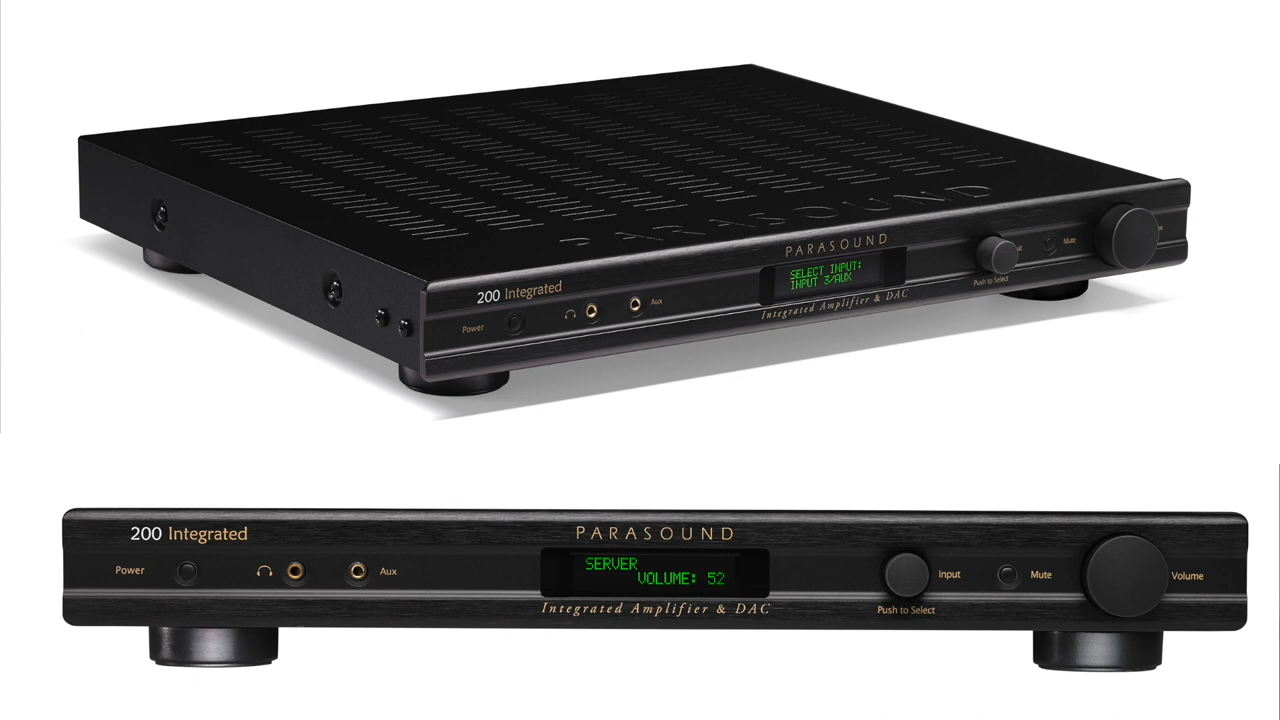 PARASOUND
PARASOUND
200 Integrated
Power
Aux
SELECT INPUT:
INPUT 3/AUX
Integrated Amplifier & DAC
Push to Select
Mute
200 Integrated
PARASOUND
Power
Aux
SERVER
VOLUME: 52
Input
Mute
Volume
Integrated Amplifier & DAC
Push to Select